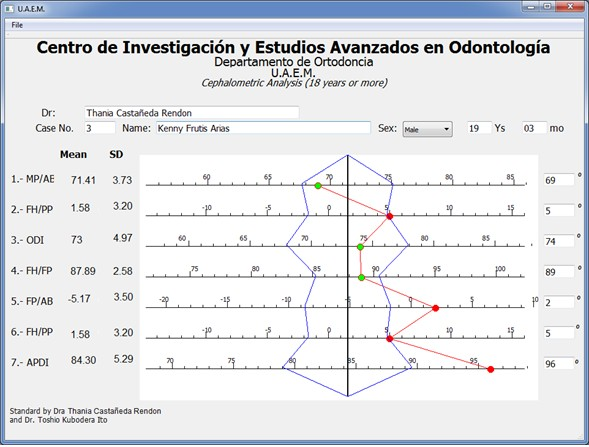 U.A.E.M.
File
Centro de Investigación y Estudios Avanzados en Odontología
Departamento de Ortodoncia
U.A.E.M.
Cephalometric Analysis (18 years or more)
Dr: Thania Castañeda Rendon
Case No. 3 Name: Kenny Frutis Arias Sex: Male 19 Ys 03 mo
Mean SD
1.- MP/AB 71.41 3.73 60 65 70 75 80 85 69 º
2.- FH/PP 1.58 3.20 -10 -5 0 5 10 15 5 º
3.- ODI 73 4.97 60 65 70 75 80 85 74 º
4.- FH/FP 87.89 2.58 80 85 90 95 100 89 º
5.- FP/AB -5.17 3.50 -20 -15 -10 -5 0 5 10 2 º
6.- FH/PP 1.58 3.20 -10 -5 0 5 10 15 5 º
7.- APDI 84.30 5.29 70 75 80 85 90 95 96 º
Standard by Dra Thania Castañeda Rendon
and Dr. Toshio Kubodera Ito